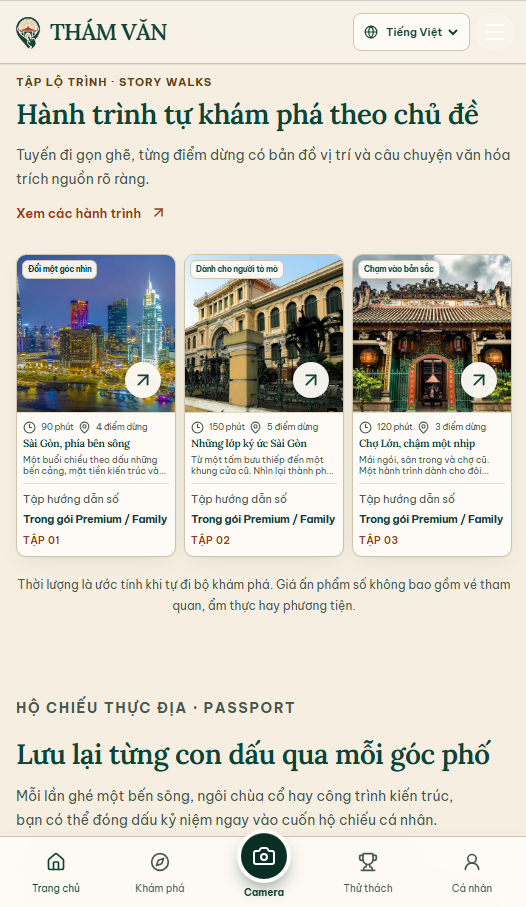 THÁM VĂN
Tiếng Việt
TẬP LỘ TRÌNH · STORY WALKS
Hành trình tự khám phá theo chủ đề
Tuyến đi gọn ghẽ, từng điểm dừng có bản đồ vị trí và câu chuyện văn hóa
trích nguồn rõ ràng.
Xem các hành trình
Đổi một góc nhìn
90 phút 4 điểm dừng
Sài Gòn, phía bên sông
Một buổi chiều theo dấu những
bến cảng, mặt tiền kiến trúc và...
Tập hướng dẫn số
Trong gói Premium / Family
TẬP 01
Dành cho người tò mò
150 phút 5 điểm dừng
Những lớp ký ức Sài Gòn
Từ một tấm bưu thiếp đến một
khung cửa cũ. Nhìn lại thành ph...
Tập hướng dẫn số
Trong gói Premium / Family
TẬP 02
Chạm vào bản sắc
120 phút 3 điểm dừng
Chợ Lớn, chậm một nhịp
Mái ngói, sân trong và chợ cũ.
Một hành trình dành cho đôi...
Tập hướng dẫn số
Trong gói Premium / Family
TẬP 03
Thời lượng là ước tính khi tự đi bộ khám phá. Giá ấn phẩm số không bao gồm vé tham
quan, ẩm thực hay phương tiện.
HỘ CHIẾU THỰC ĐỊA · PASSPORT
Lưu lại từng con dấu qua mỗi góc phố
Mỗi lần ghé một bến sông, ngôi chùa cổ hay công trình kiến trúc,
bạn có thể đóng dấu kỷ niệm ngay vào cuốn hộ chiếu cá nhân.
Trang chủ
Khám phá
Camera
Thử thách
Cá nhân